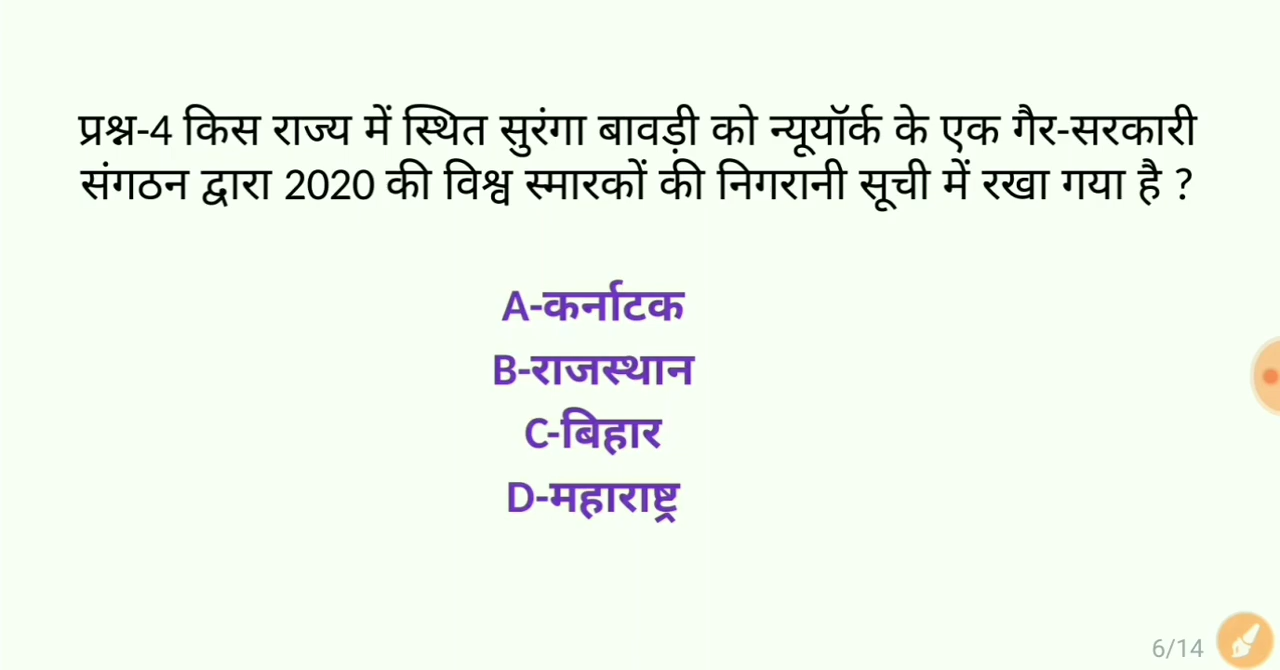 प्रश्न-4 किस राज्य में स्थित सुरंगा बावड़ी को न्यूयॉर्क के एक गैर-सरकारी
संगठन द्वारा 2020 की विश्व स्मारकों की निगरानी सूची में रखा गया है ?
A-कर्नाटक
B-राजस्थान
C-बिहार
D-महाराष्ट्र
6/14